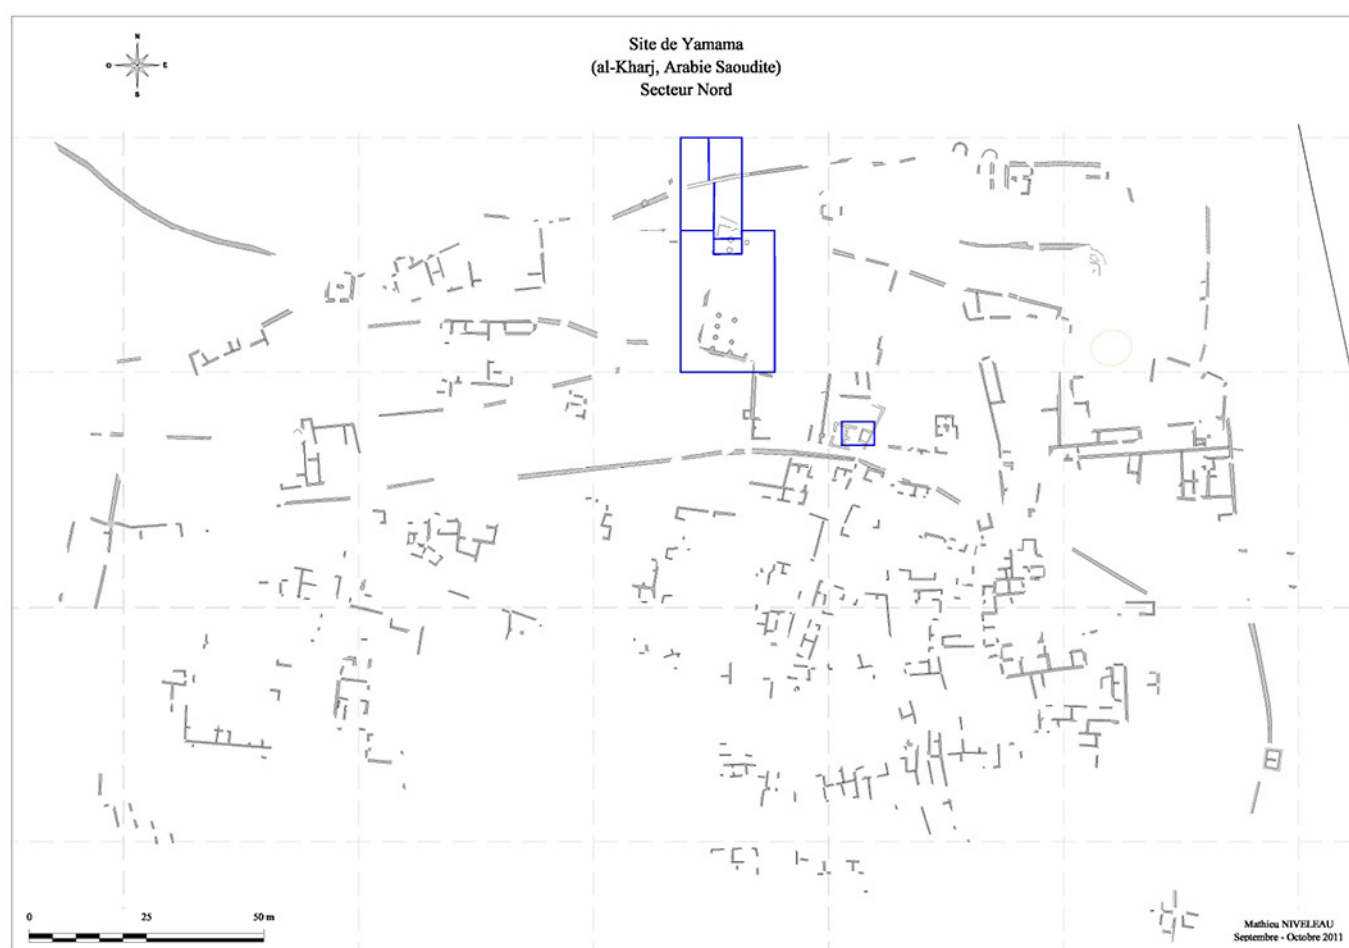 Site de Yamama
(al-Kharj, Arabie Saoudite)
Secteur Nord
N
O E
S
0 25 50 m
Mathieu NIVELEAU
Septembre - Octobre 2011